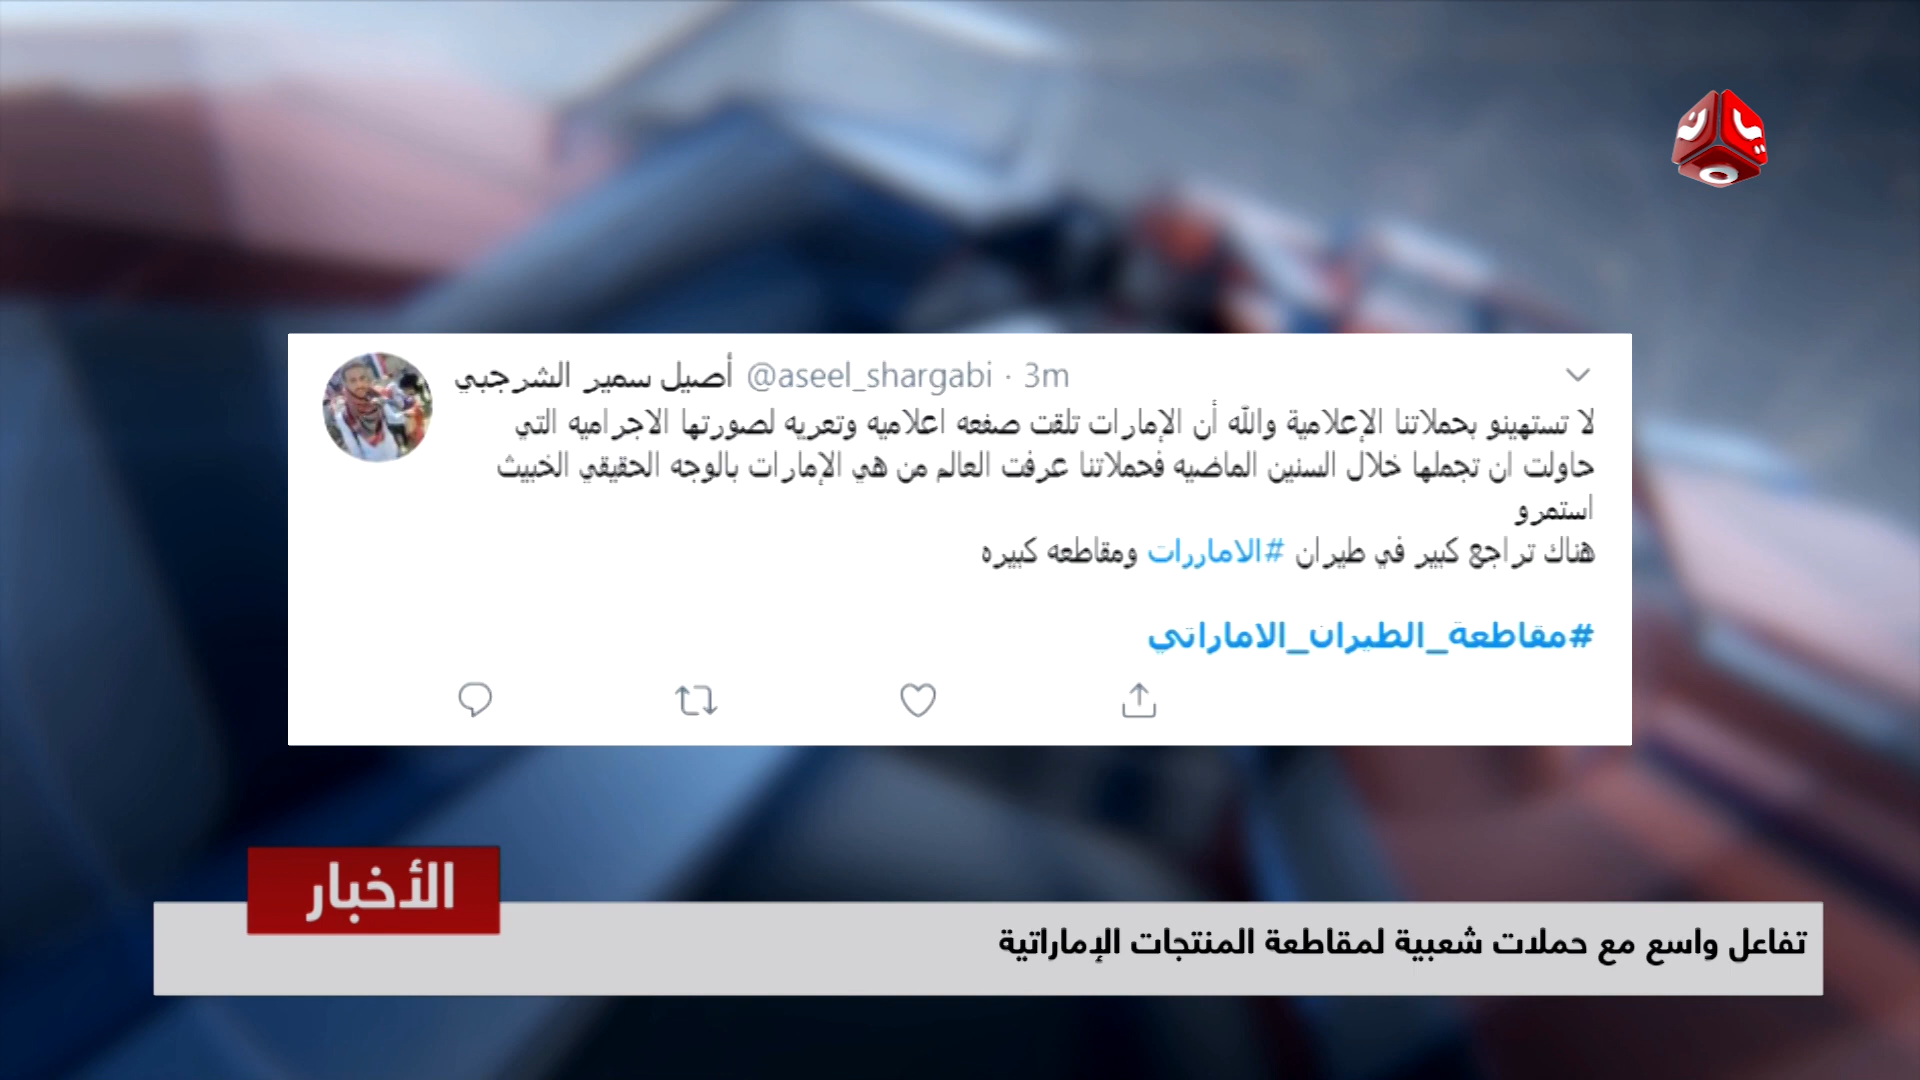 أصيل سمير الشرجبي @aseel_shargabi · 3m
لا تستهينو بحملاتنا الإعلامية والله أن الإمارات تلقت صفعه اعلاميه وتعريه لصورتها الاجراميه التي
حاولت ان تجملها خلال السنين الماضيه فحملاتنا عرفت العالم من هي الإمارات بالوجه الحقيقي الخبيث
استمرو
هناك تراجع كبير في طيران #الاماررات ومقاطعه كبيره
#مقاطعة_الطيران_الاماراتي
الأخبار
تفاعل واسع مع حملات شعبية لمقاطعة المنتجات الإماراتية